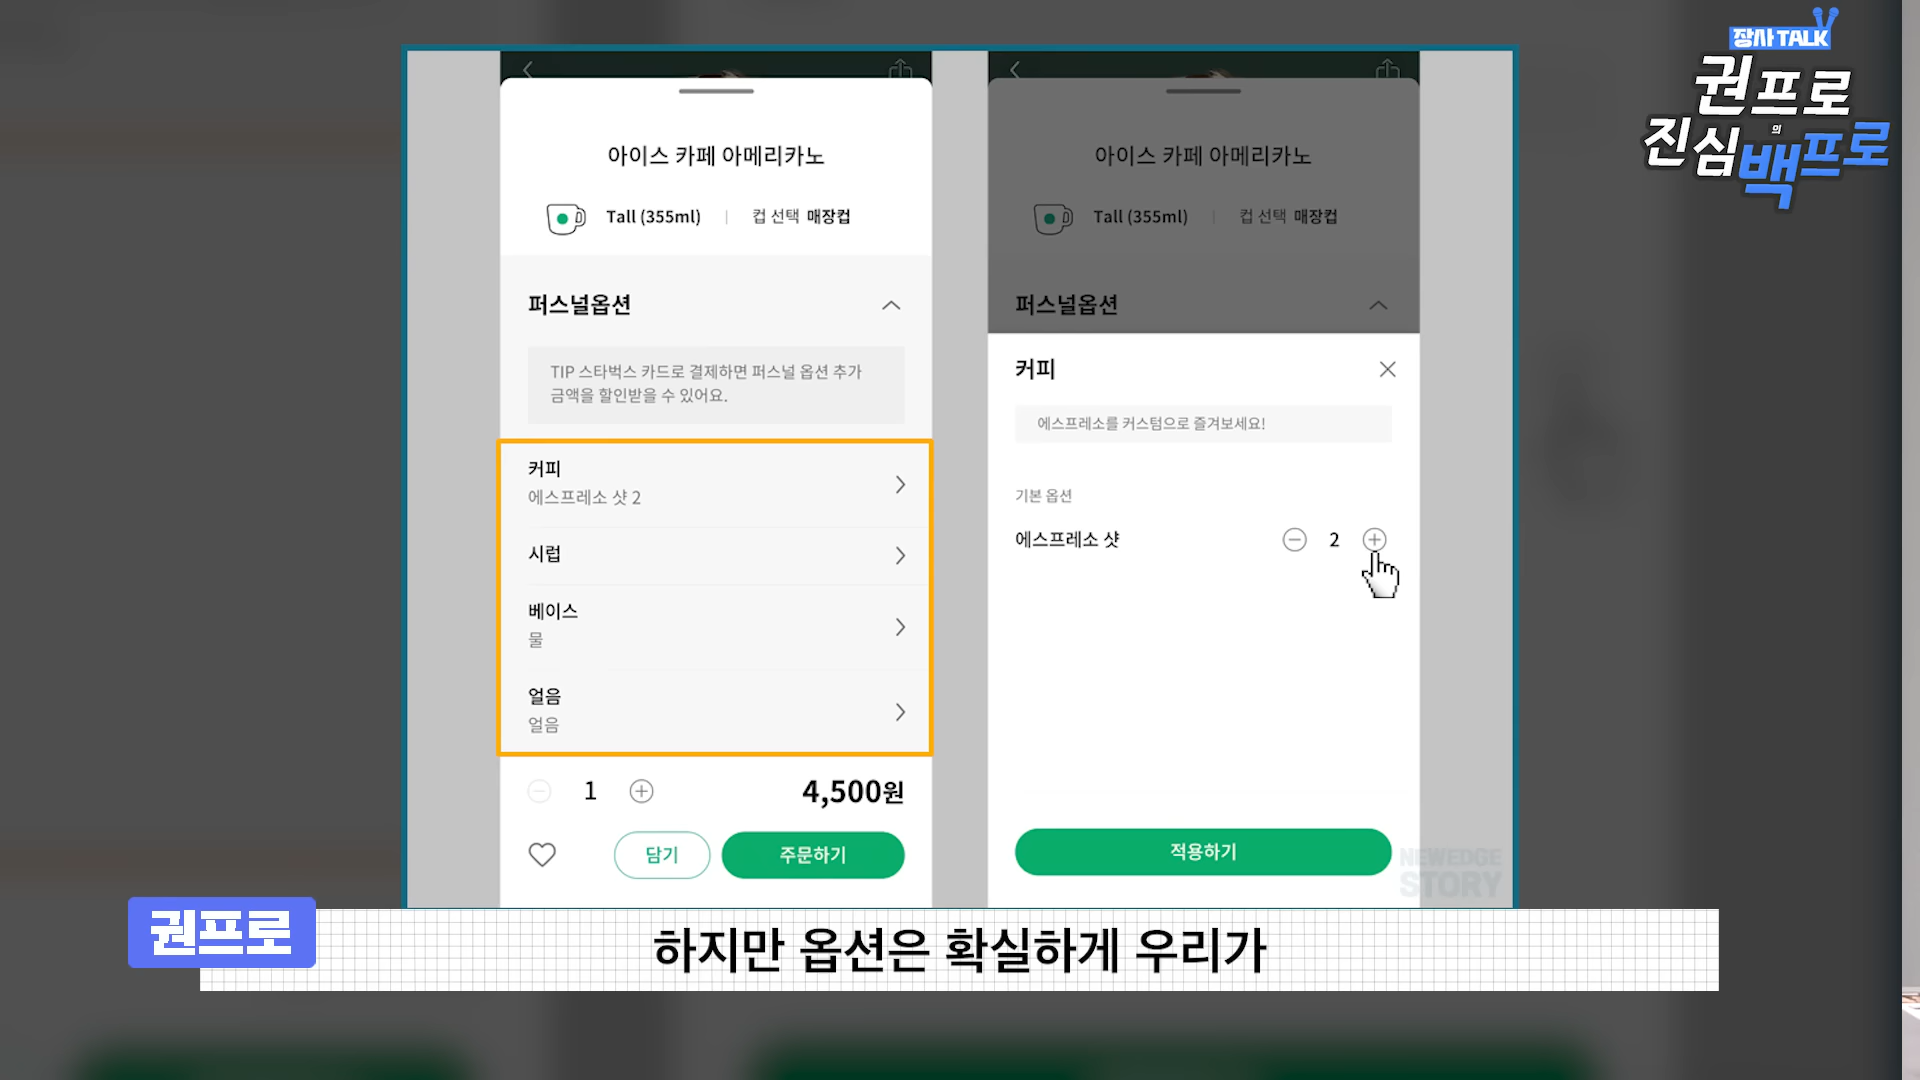 장사 TALK
권프로
의
진심 백프로
아이스 카페 아메리카노
Tall (355ml) | 컵 선택 매장컵
퍼스널옵션
TIP 스타벅스 카드로 결제하면 퍼스널 옵션 추가
금액을 할인받을 수 있어요.
커피
에스프레소 샷 2
시럽
베이스
물
얼음
얼음
1
4,500원
담기
주문하기
아이스 카페 아메리카노
Tall (355ml) | 컵 선택 매장컵
퍼스널옵션
커피
에스프레소를 커스텀으로 즐겨보세요!
기본 옵션
에스프레소 샷
2
적용하기
NEWEDGE
STORY
권프로
하지만 옵션은 확실하게 우리가